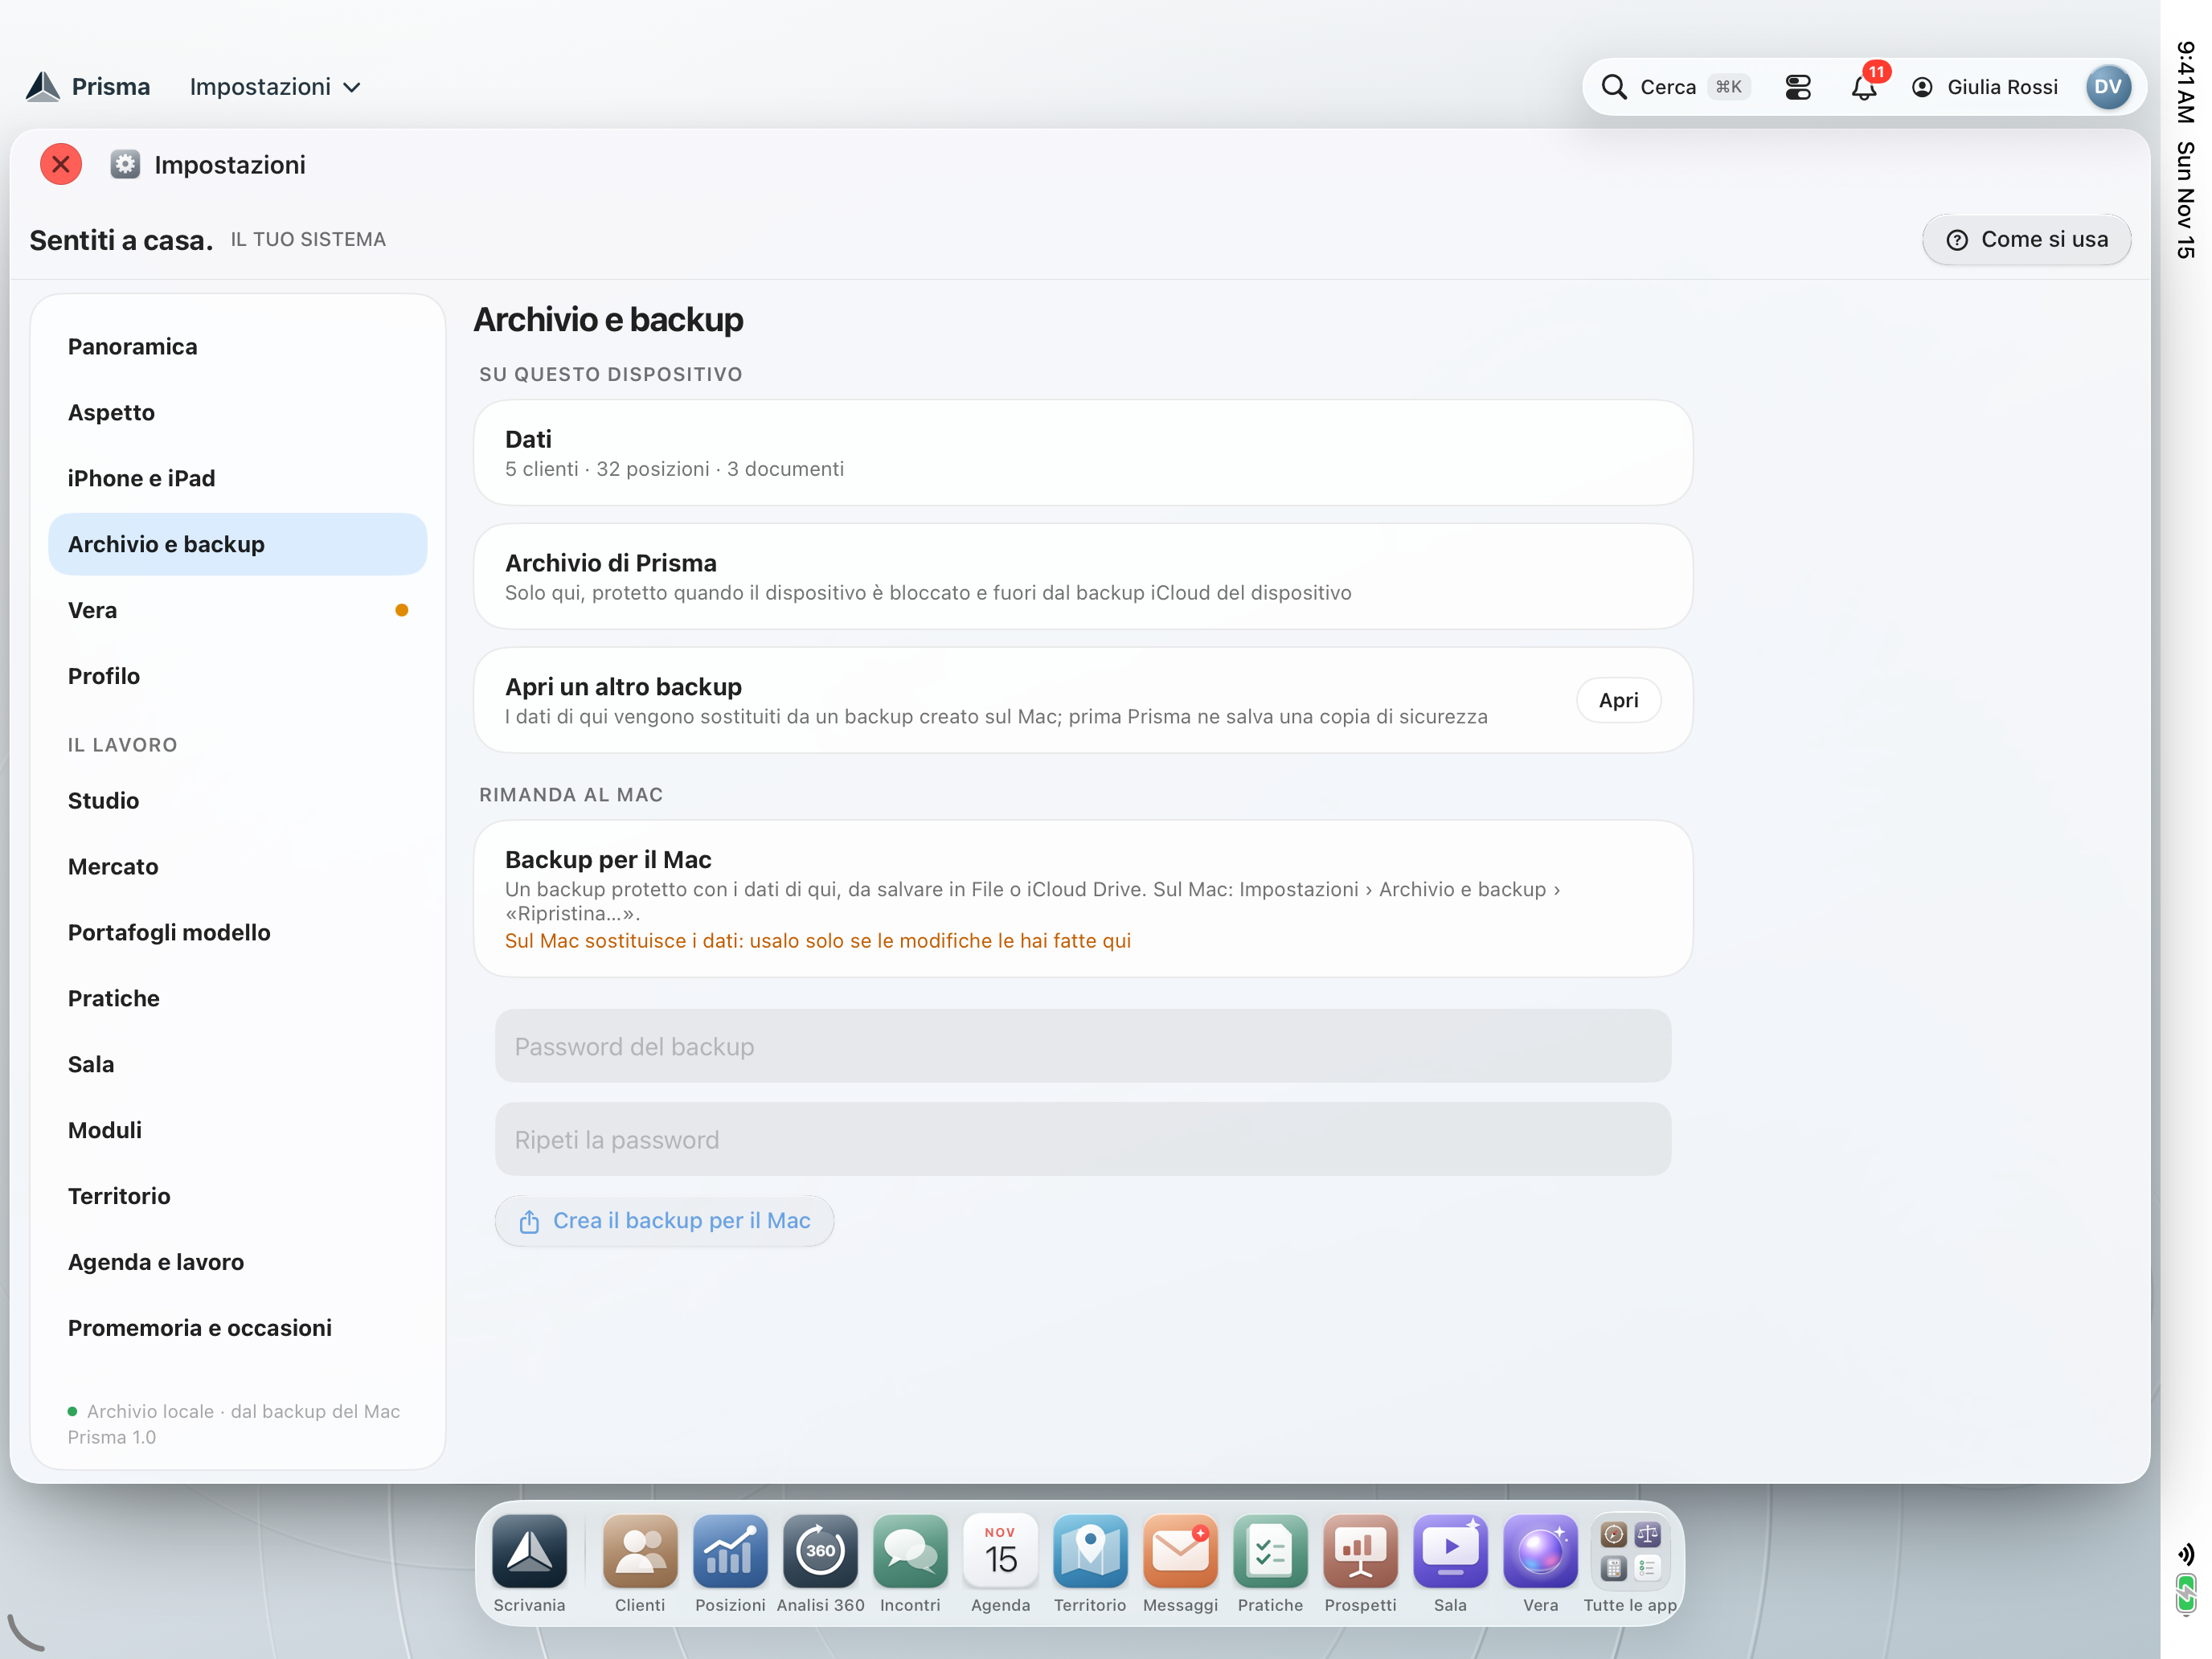 Prisma
Impostazioni
Cerca ⌘K
11
Giulia Rossi
DV
9:41 AM Sun Nov 15
Impostazioni
Sentiti a casa. IL TUO SISTEMA
Come si usa
Panoramica
Aspetto
iPhone e iPad
Archivio e backup
Vera
Profilo
IL LAVORO
Studio
Mercato
Portafogli modello
Pratiche
Sala
Moduli
Territorio
Agenda e lavoro
Promemoria e occasioni
Archivio locale · dal backup del Mac
Prisma 1.0
Archivio e backup
SU QUESTO DISPOSITIVO
Dati
5 clienti · 32 posizioni · 3 documenti
Archivio di Prisma
Solo qui, protetto quando il dispositivo è bloccato e fuori dal backup iCloud del dispositivo
Apri un altro backup
I dati di qui vengono sostituiti da un backup creato sul Mac; prima Prisma ne salva una copia di sicurezza
Apri
RIMANDA AL MAC
Backup per il Mac
Un backup protetto con i dati di qui, da salvare in File o iCloud Drive. Sul Mac: Impostazioni › Archivio e backup ›
«Ripristina...».
Sul Mac sostituisce i dati: usalo solo se le modifiche le hai fatte qui
Password del backup
Ripeti la password
Crea il backup per il Mac
360
NOV
15
Scrivania
Clienti
Posizioni
Analisi 360
Incontri
Agenda
Territorio
Messaggi
Pratiche
Prospetti
Sala
Vera
Tutte le app